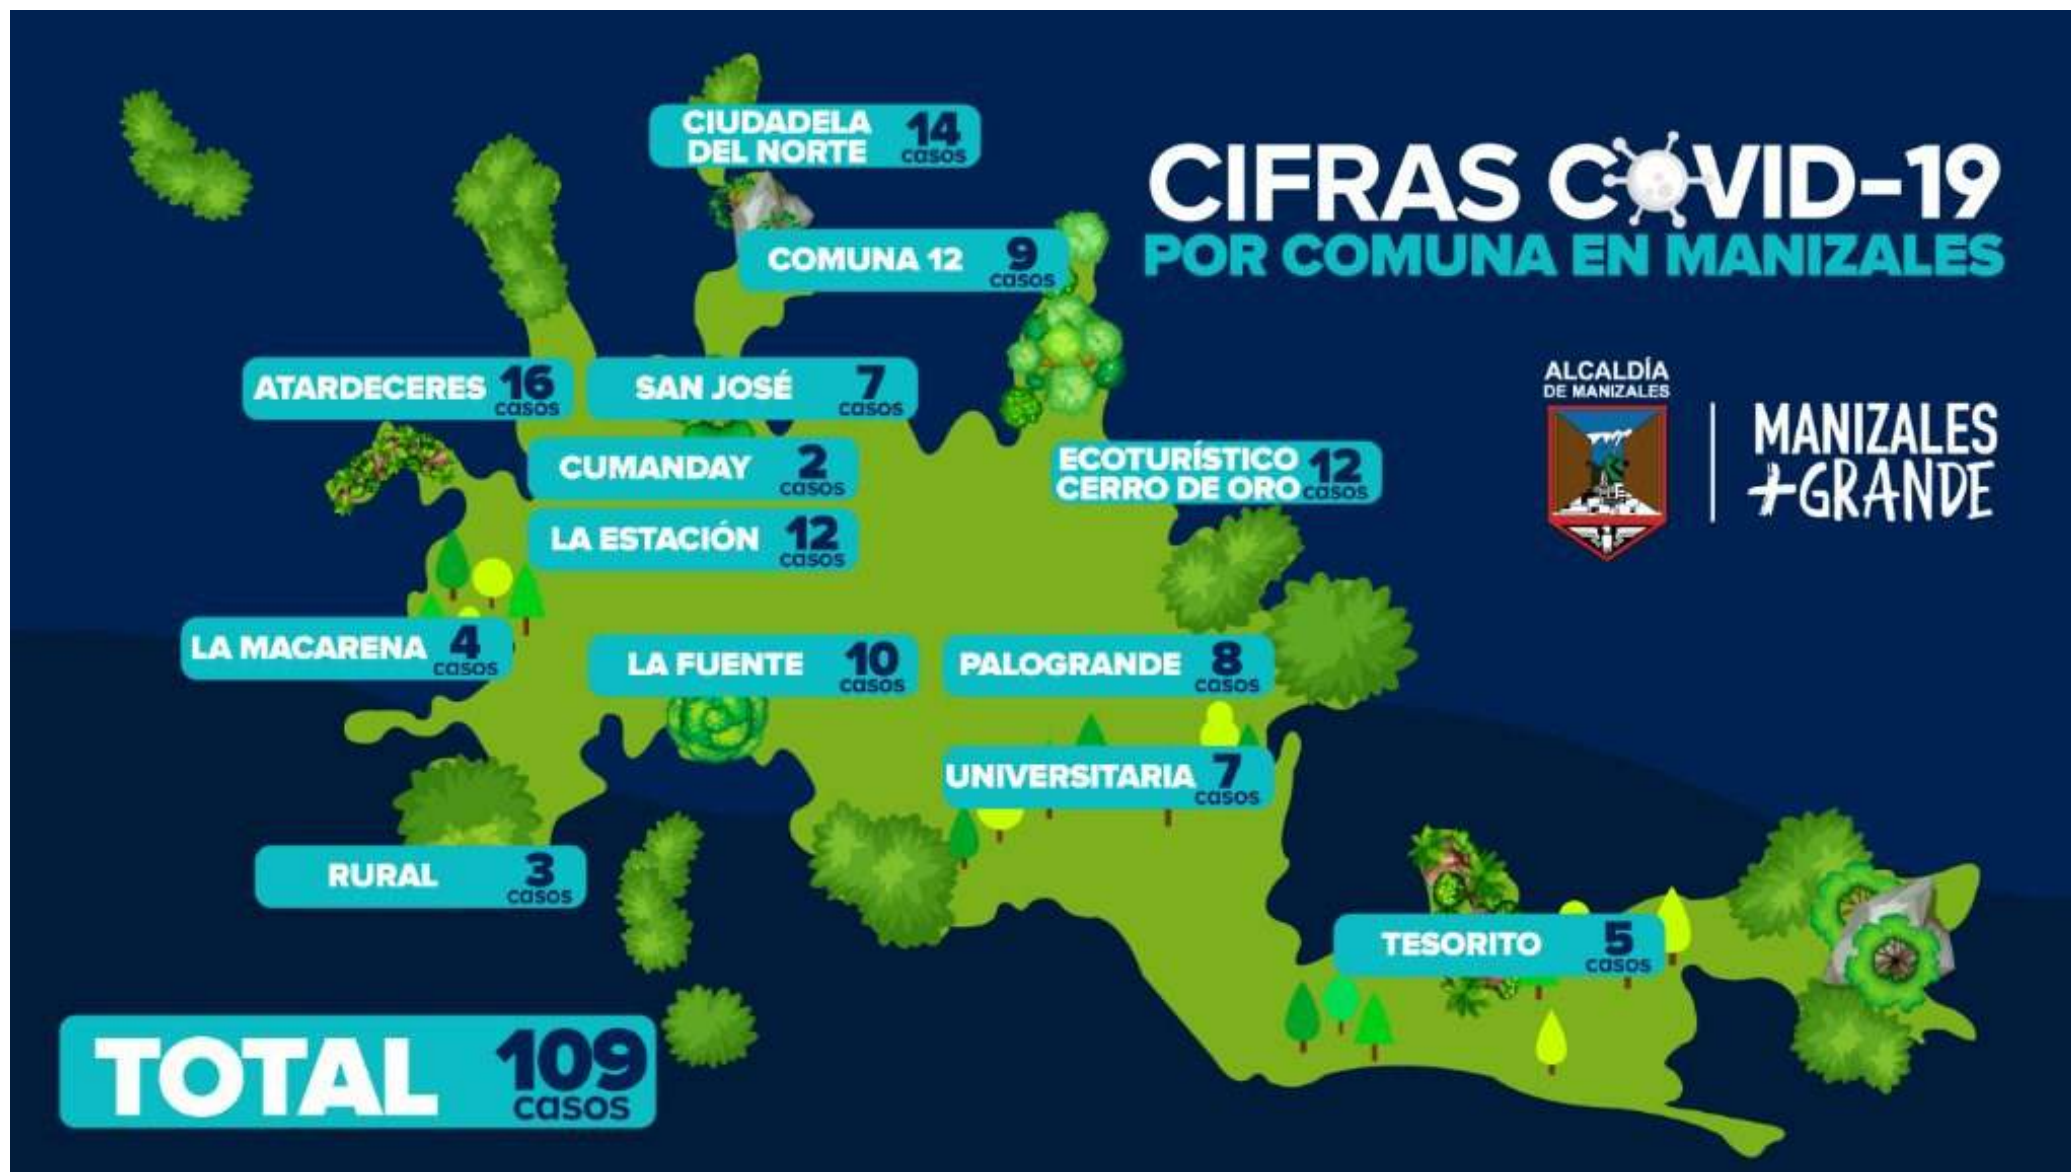 CIUDADELA
DEL NORTE
14
casos
CIFRAS COVID-19
POR COMUNA EN MANIZALES
COMUNA 12
9
casos
ATARDECERES
16
casos
SAN JOSÉ
7
casos
ALCALDÍA
DE MANIZALES
MANIZALES
+GRANDE
CUMANDAY
2
casos
ECOTURÍSTICO
CERRO DE ORO
12
casos
LA ESTACIÓN
12
casos
LA MACARENA
4
casos
LA FUENTE
10
casos
PALOGRANDE
8
casos
UNIVERSITARIA
7
casos
RURAL
3
casos
TESORITO
5
casos
TOTAL
109
casos